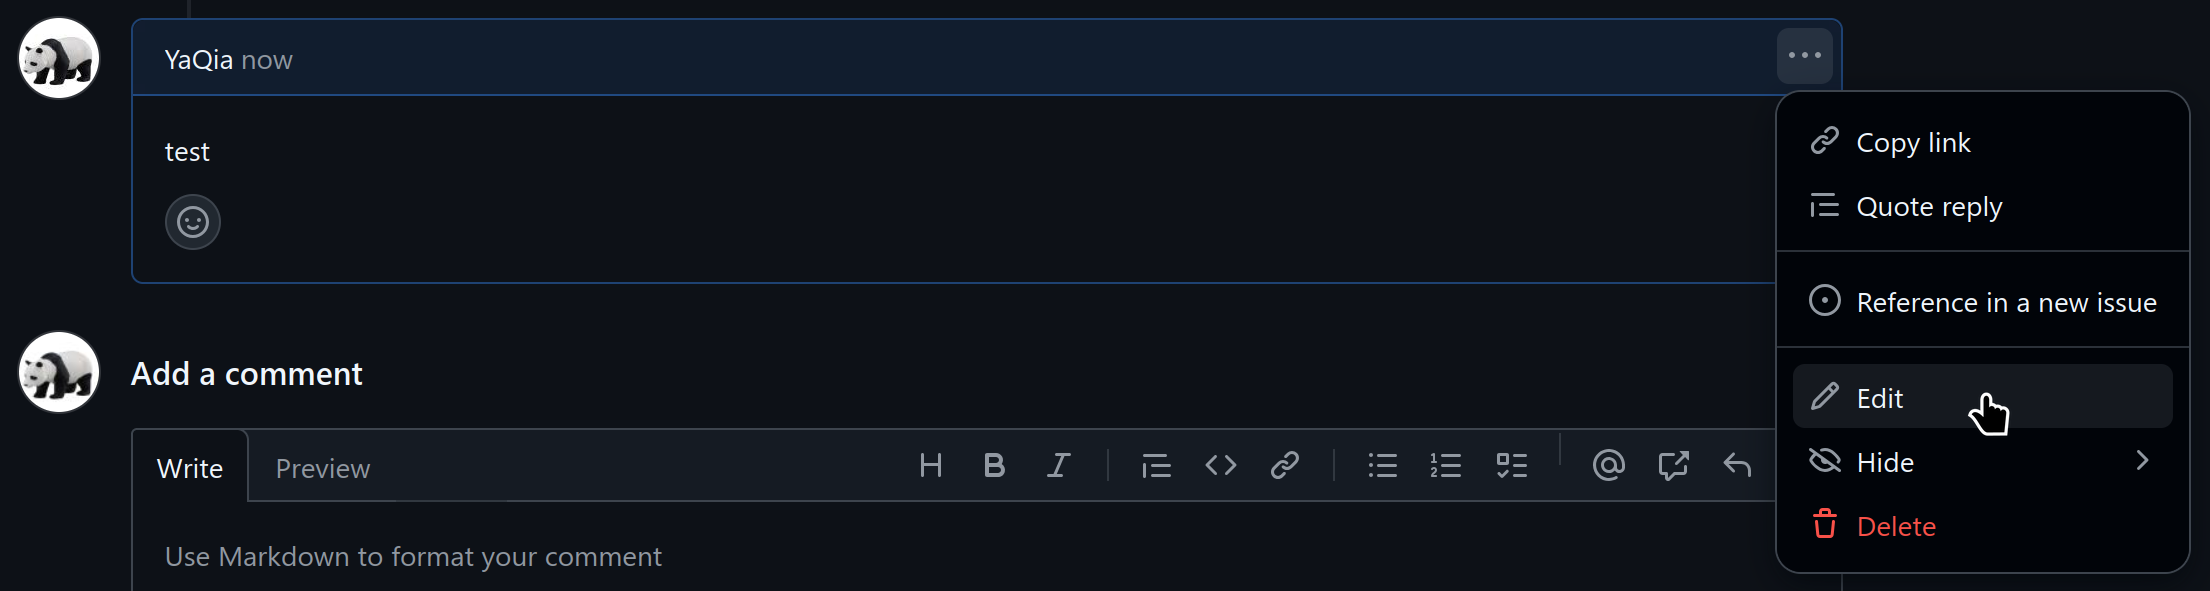 YaQia now
test
Copy link
Quote reply
Reference in a new issue
Edit
Hide
Delete
Add a comment
Write Preview
Use Markdown to format your comment